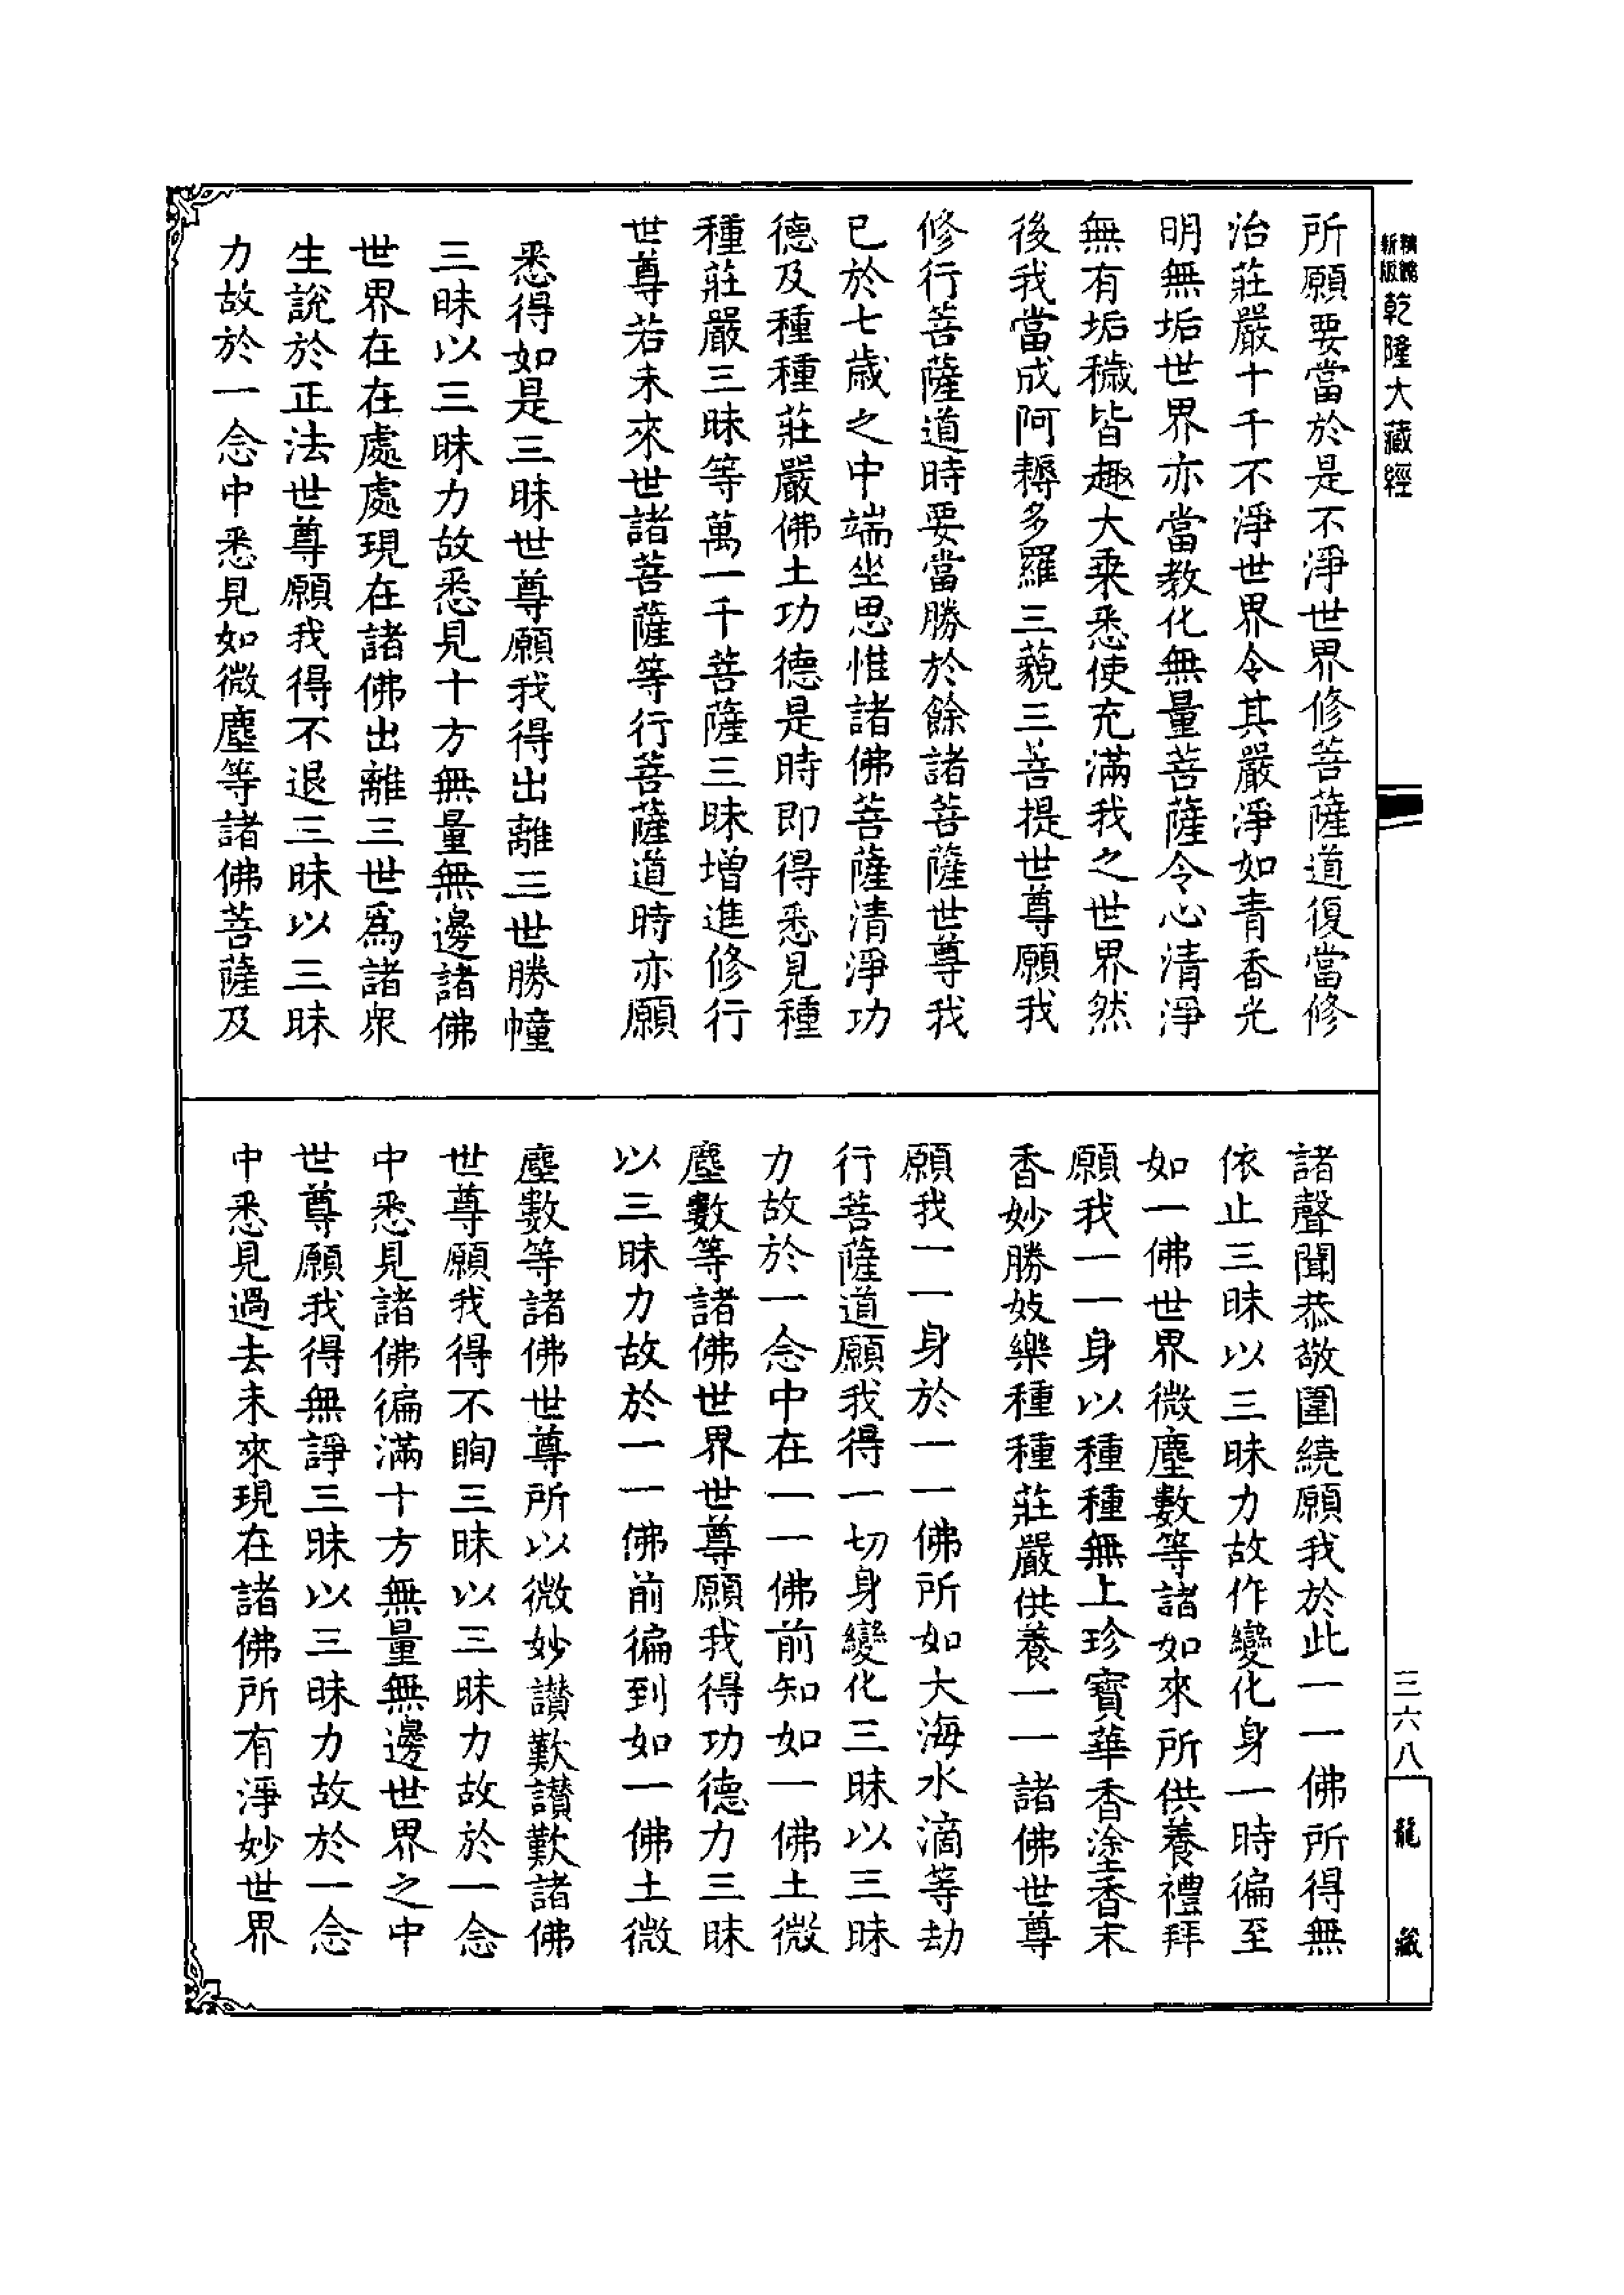 新版
乾隆大藏經
所願要當於是不淨世界修菩薩道復當修
治莊嚴十千不淨世界令其嚴淨如青香光
明無垢世界亦當教化無量菩薩令心清淨
無有垢穢皆趣大乘悉使充滿我之世界然
後我當成阿耨多羅三藐三菩提世尊願我
修行菩薩道時要當勝於餘諸菩薩世尊我
已於七歲之中端坐思惟諸佛菩薩清淨功
德及種種莊嚴佛土功德是時即得悉見種
種莊嚴三昧等萬一千菩薩三昧增進修行
世尊若未來世諸菩薩等行菩薩道時亦願
悉得如是三昧世尊願我得出離三世勝幢
三昧以三昧力故悉見十方無量無邊諸佛
世界在在處處現在諸佛出離三世爲諸衆
生說於正法世尊願我得不退三昧以三昧
力故於一念中悉見如微塵等諸佛菩薩及
諸聲聞恭敬圍繞願我於此一一佛所得無
依止三昧以三昧力故作變化身一時徧至
如一佛世界微塵數等諸如來所供養禮拜
願我一一身以種種無上珍寶華香塗香末
香妙勝妓樂種種莊嚴供養一一諸佛世尊
願我一一身於一一佛所如大海水滴等劫
行菩薩道願我得一切身變化三昧以三昧
力故於一念中在一一佛前知如一佛土微
塵數等諸佛世界世尊願我得功德力三昧
以三昧力故於一一佛前徧到如一佛土微
塵數等諸佛世尊所以微妙讚歎讚歎諸佛
世尊願我得不眴三昧以三昧力故於一念
中悉見諸佛徧滿十方無量無邊世界之中
世尊願我得無諍三昧以三昧力故於一念
中悉見過去未來現在諸佛所有淨妙世界
三六八
龍藏